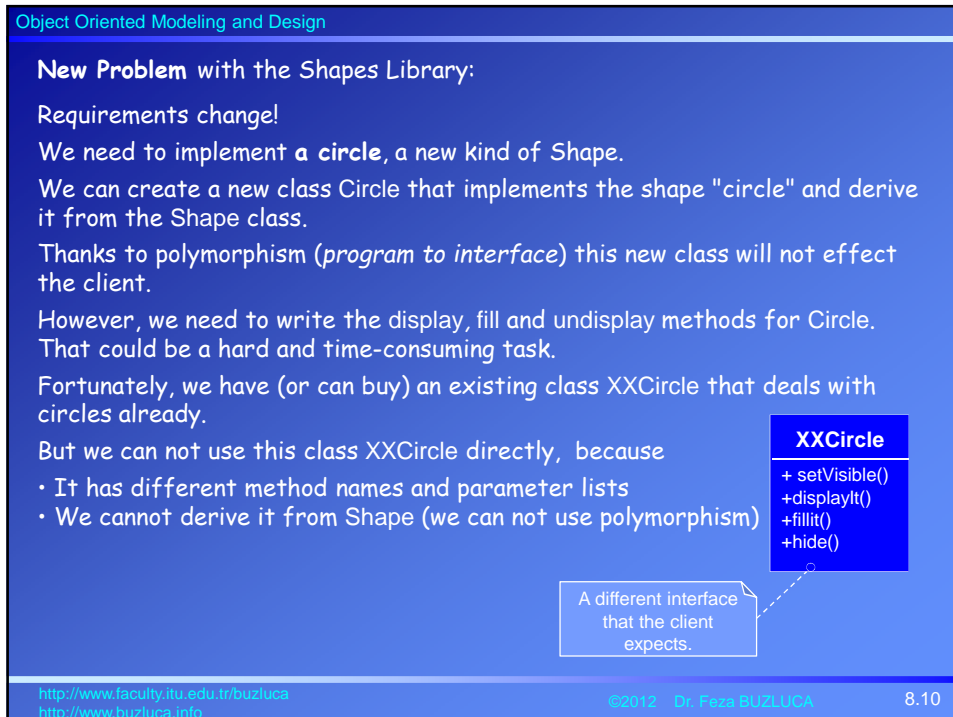 Object Oriented Modeling and Design
New Problem with the Shapes Library:
Requirements change!
We need to implement a circle, a new kind of Shape.
We can create a new class Circle that implements the shape "circle" and derive
it from the Shape class.
Thanks to polymorphism (program to interface) this new class will not effect
the client.
However, we need to write the display, fill and undisplay methods for Circle.
That could be a hard and time-consuming task.
Fortunately, we have (or can buy) an existing class XXCircle that deals with
circles already.
But we can not use this class XXCircle directly, because
• It has different method names and parameter lists
• We cannot derive it from Shape (we can not use polymorphism)
XXCircle
+ setVisible()
+displayIt()
+fillit()
+hide()
A different interface
that the client
expects.
http://www.faculty.itu.edu.tr/buzluca
http://www.buzluca.info
©2012 Dr. Feza BUZLUCA
8.10